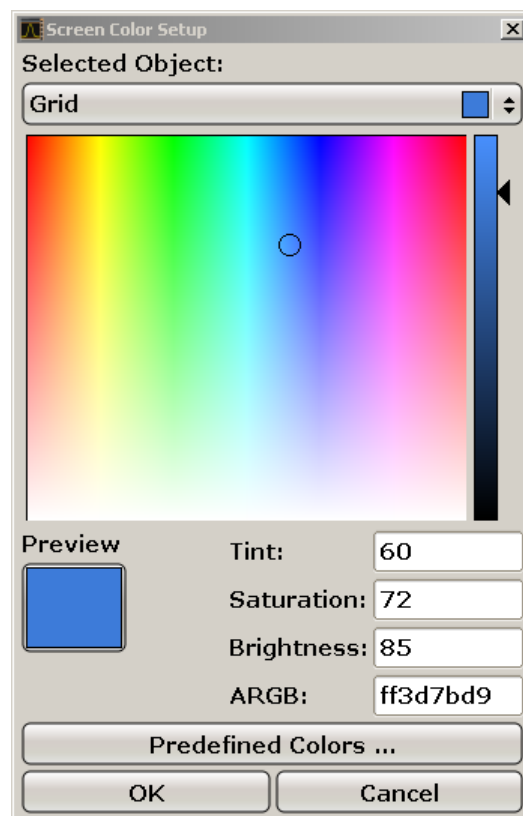 Screen Color Setup
Selected Object:
Grid
Preview
Tint: 60
Saturation: 72
Brightness: 85
ARGB: ff3d7bd9
Predefined Colors ...
OK Cancel